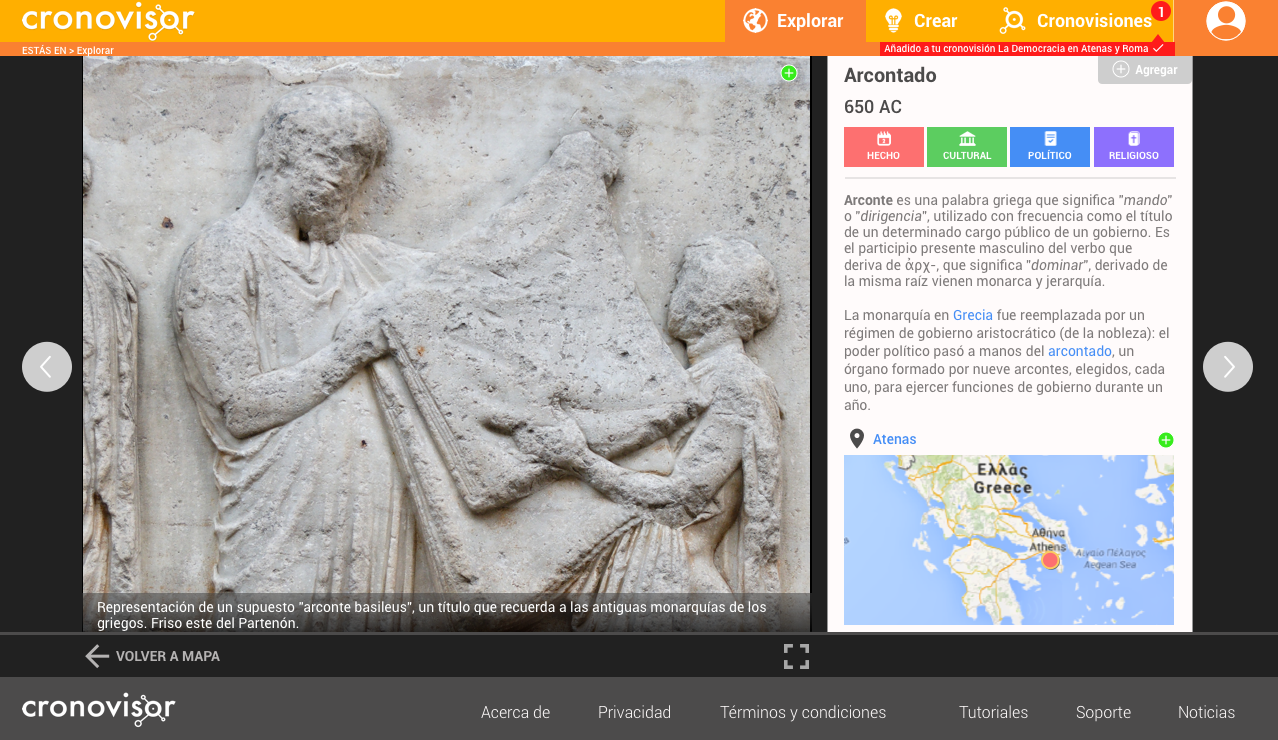 cronovisor
Explorar
Crear
Cronovisiones
1
ESTÁS EN > Explorar
Añadido a tu cronovisión La Democracia en Atenas y Roma
Arcontado
Agregar
650 AC
HECHO
CULTURAL
POLÍTICO
RELIGIOSO
Arconte es una palabra griega que significa "mando"
o "dirigencia", utilizado con frecuencia como el título
de un determinado cargo público de un gobierno. Es
el participio presente masculino del verbo que
deriva de ἀρχ-, que significa "dominar", derivado de
la misma raíz vienen monarca y jerarquía.
La monarquía en Grecia fue reemplazada por un
régimen de gobierno aristocrático (de la nobleza): el
poder político pasó a manos del arcontado, un
órgano formado por nueve arcontes, elegidos, cada
uno, para ejercer funciones de gobierno durante un
año.
Atenas
Ελλάς
Greece
Αθήνα
Athens
Αιγαίο Πέλαγος
Aegean Sea
Representación de un supuesto "arconte basileus", un título que recuerda a las antiguas monarquías de los
griegos. Friso este del Partenón.
VOLVER A MAPA
cronovisor
Acerca de
Privacidad
Términos y condiciones
Tutoriales
Soporte
Noticias